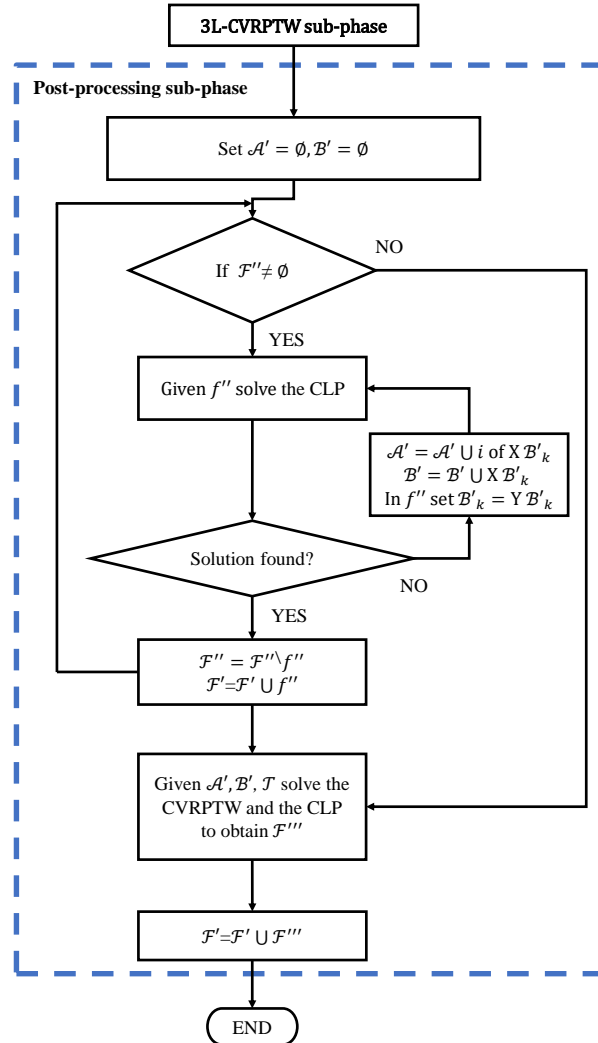 3L-CVRPTW sub-phase
Post-processing sub-phase
Set 𝒜′ = ∅, ℬ′ = ∅
NO
If ℱ′′ ≠ ∅
YES
Given 𝑓′′ solve the CLP
𝒜′ = 𝒜′ ⋃ 𝑖 of X ℬ′ₖ
ℬ′ = ℬ′ ⋃ X ℬ′ₖ
In 𝑓′′ set ℬ′ₖ = Y ℬ′ₖ
Solution found?
NO
YES
ℱ′′ = ℱ′′\𝑓′′
ℱ′=ℱ′ ⋃ 𝑓′′
Given 𝒜′, ℬ′, 𝒯 solve the
CVRPTW and the CLP
to obtain ℱ′′′
ℱ′=ℱ′ ⋃ ℱ′′′
END